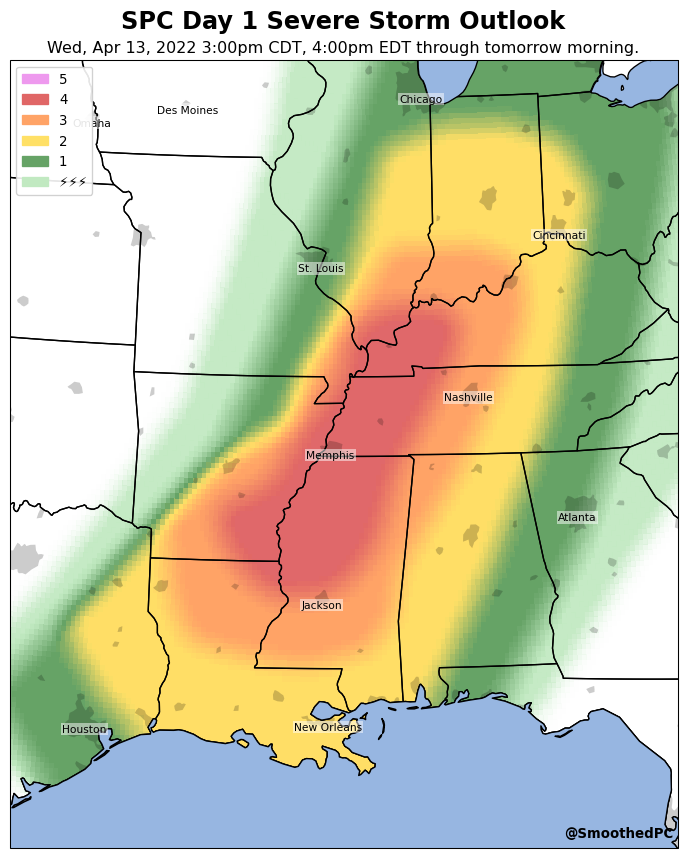 SPC Day 1 Severe Storm Outlook
Wed, Apr 13, 2022 3:00pm CDT, 4:00pm EDT through tomorrow morning.
5
4
3
2
1
⚡⚡⚡
Omaha
Des Moines
Chicago
Cincinnati
St. Louis
Nashville
Memphis
Atlanta
Jackson
Houston
New Orleans
@SmoothedPC